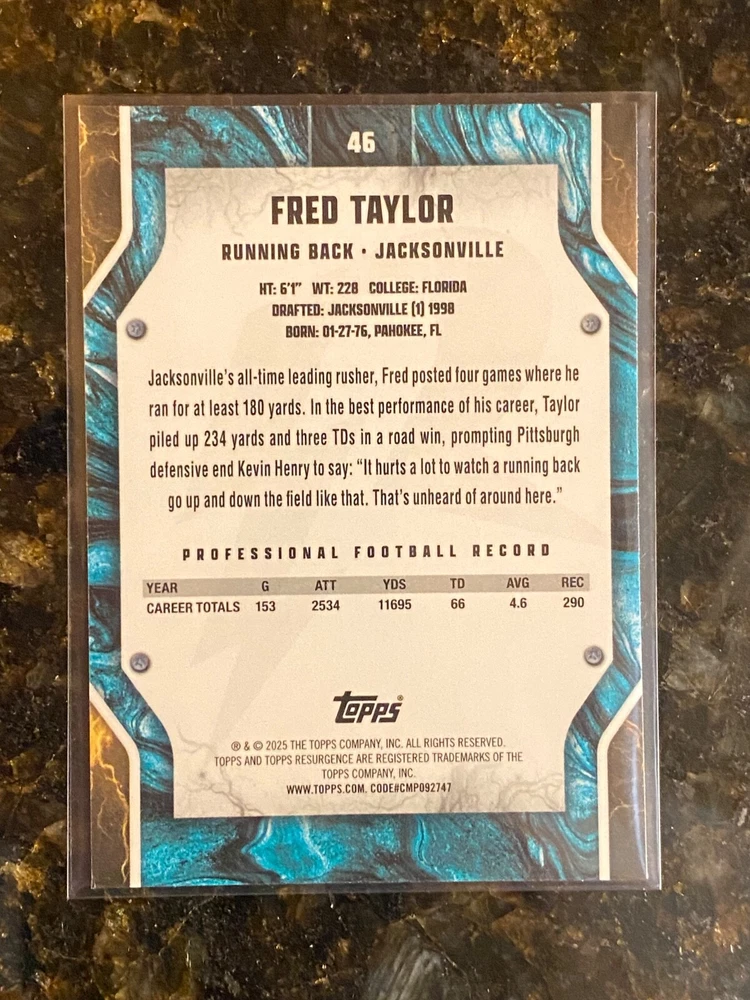 46
FRED TAYLOR
RUNNING BACK • JACKSONVILLE
HT: 6'1" WT: 228 COLLEGE: FLORIDA
DRAFTED: JACKSONVILLE (1) 1998
BORN: 01-27-76, PAHOKEE, FL
Jacksonville's all-time leading rusher, Fred posted four games where he
ran for at least 180 yards. In the best performance of his career, Taylor
piled up 234 yards and three TDs in a road win, prompting Pittsburgh
defensive end Kevin Henry to say: “It hurts a lot to watch a running back
go up and down the field like that. That's unheard of around here.”
PROFESSIONAL FOOTBALL RECORD
YEAR G ATT YDS TD AVG REC
CAREER TOTALS 153 2534 11695 66 4.6 290
Topps®
® & © 2025 THE TOPPS COMPANY, INC. ALL RIGHTS RESERVED.
TOPPS AND TOPPS RESURGENCE ARE REGISTERED TRADEMARKS OF THE
TOPPS COMPANY, INC.
WWW.TOPPS.COM. CODE#CMP092747